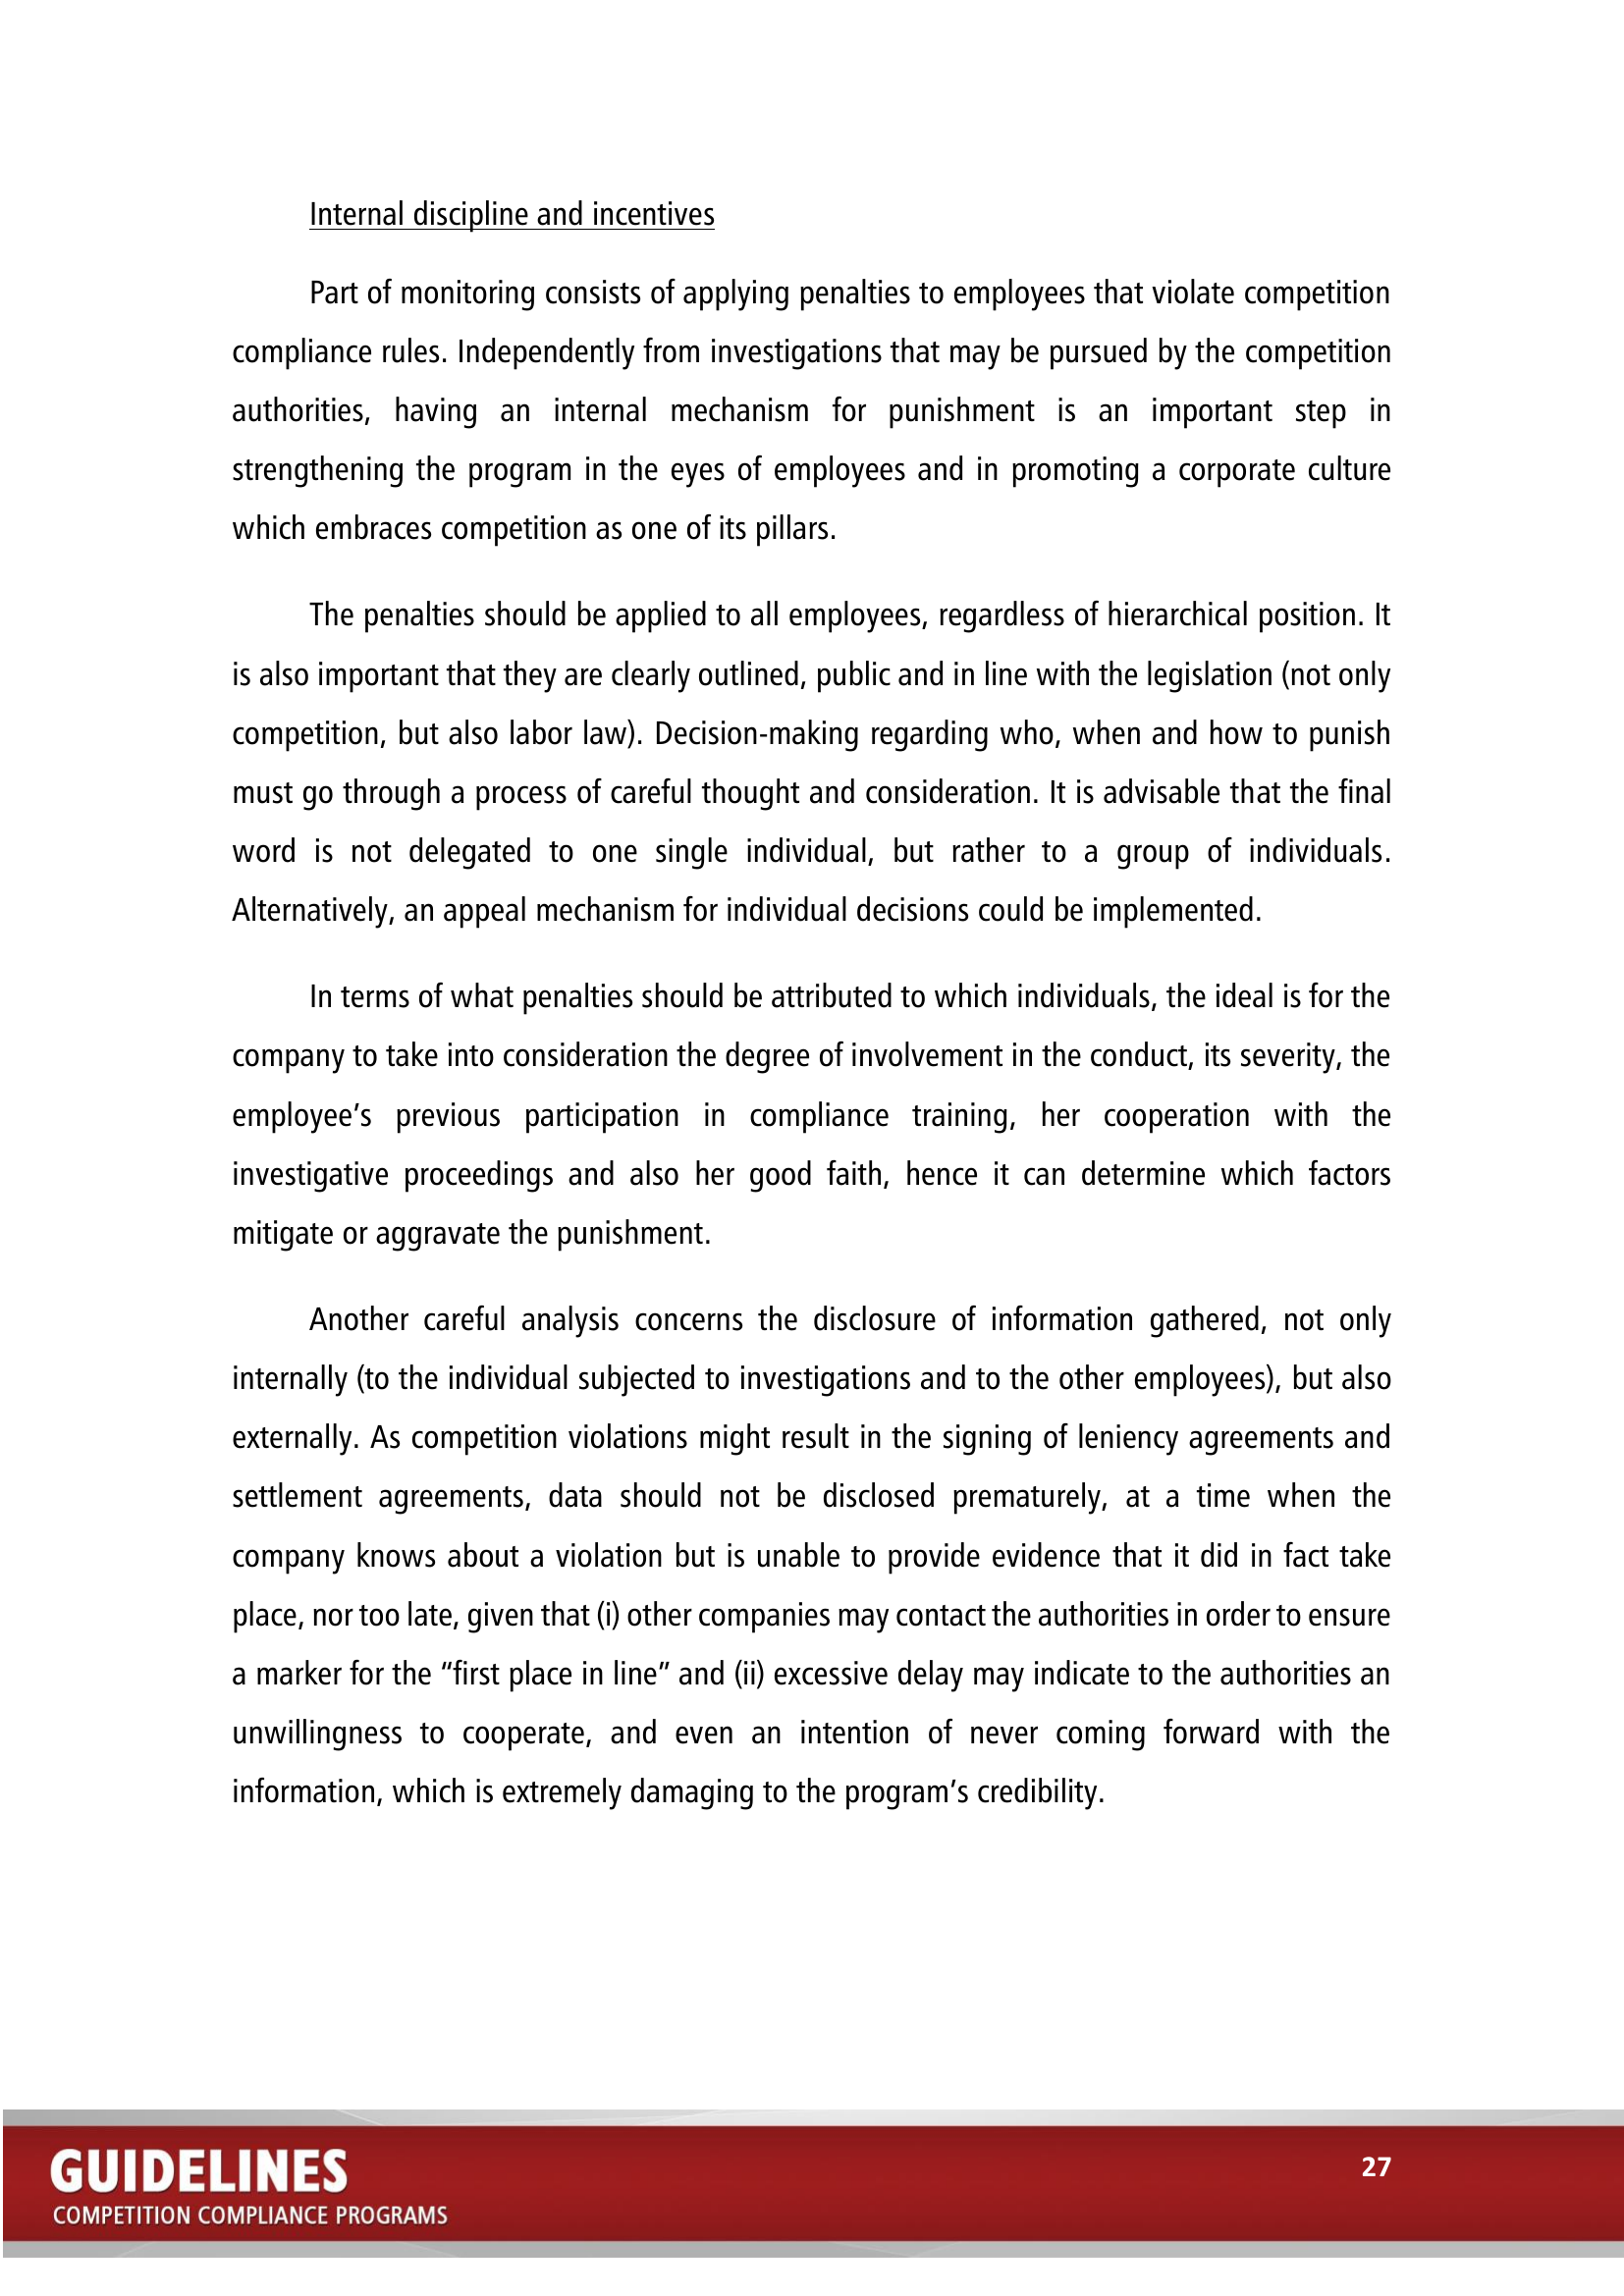 Internal discipline and incentives
Part of monitoring consists of applying penalties to employees that violate competition
compliance rules. Independently from investigations that may be pursued by the competition
authorities, having an internal mechanism for punishment is an important step in
strengthening the program in the eyes of employees and in promoting a corporate culture
which embraces competition as one of its pillars.
The penalties should be applied to all employees, regardless of hierarchical position. It
is also important that they are clearly outlined, public and in line with the legislation (not only
competition, but also labor law). Decision-making regarding who, when and how to punish
must go through a process of careful thought and consideration. It is advisable that the final
word is not delegated to one single individual, but rather to a group of individuals.
Alternatively, an appeal mechanism for individual decisions could be implemented.
In terms of what penalties should be attributed to which individuals, the ideal is for the
company to take into consideration the degree of involvement in the conduct, its severity, the
employee’s previous participation in compliance training, her cooperation with the
investigative proceedings and also her good faith, hence it can determine which factors
mitigate or aggravate the punishment.
Another careful analysis concerns the disclosure of information gathered, not only
internally (to the individual subjected to investigations and to the other employees), but also
externally. As competition violations might result in the signing of leniency agreements and
settlement agreements, data should not be disclosed prematurely, at a time when the
company knows about a violation but is unable to provide evidence that it did in fact take
place, nor too late, given that (i) other companies may contact the authorities in order to ensure
a marker for the “first place in line” and (ii) excessive delay may indicate to the authorities an
unwillingness to cooperate, and even an intention of never coming forward with the
information, which is extremely damaging to the program’s credibility.
GUIDELINES
COMPETITION COMPLIANCE PROGRAMS
27